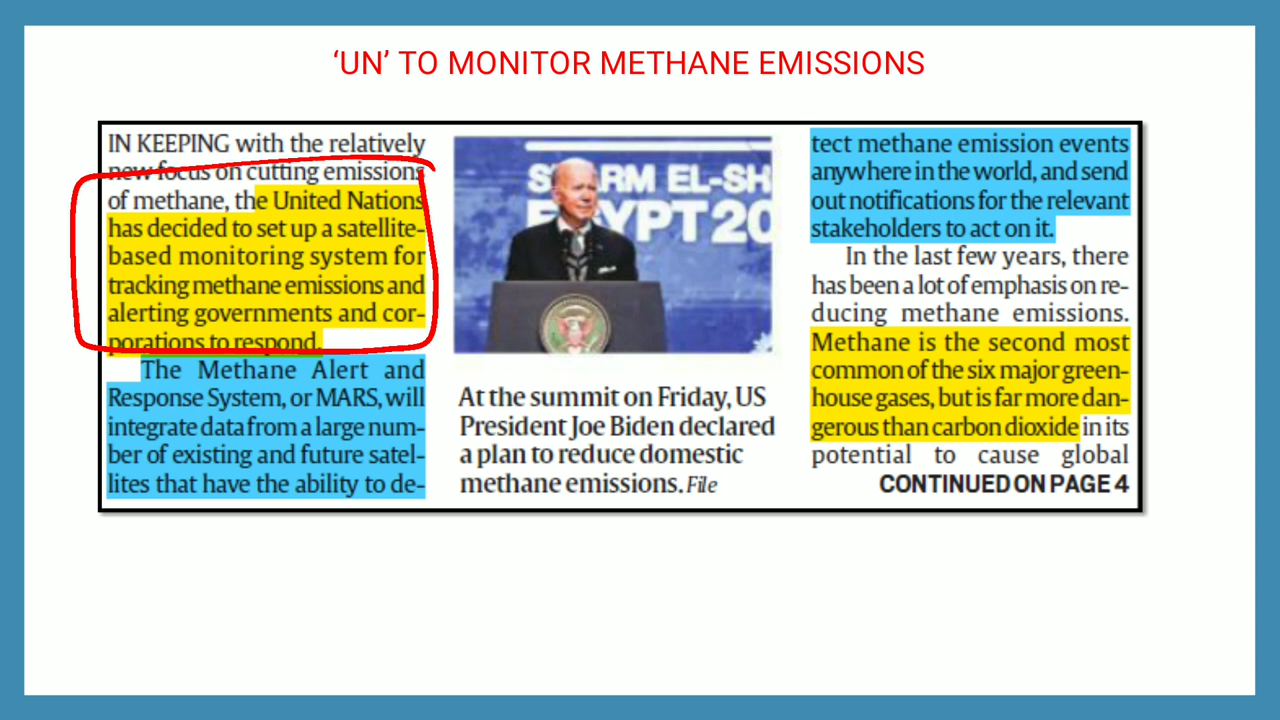 ‘UN’ TO MONITOR METHANE EMISSIONS
IN KEEPING with the relatively
new focus on cutting emissions
of methane, the United Nations
has decided to set up a satellite-
based monitoring system for
tracking methane emissions and
alerting governments and cor-
porations to respond.
The Methane Alert and
Response System, or MARS, will
integrate data from a large num-
ber of existing and future satel-
lites that have the ability to de-
S RM EL-SH
E YPT 20
At the summit on Friday, US
President Joe Biden declared
a plan to reduce domestic
methane emissions. File
tect methane emission events
anywhere in the world, and send
out notifications for the relevant
stakeholders to act on it.
In the last few years, there
has been a lot of emphasis on re-
ducing methane emissions.
Methane is the second most
common of the six major green-
house gases, but is far more dan-
gerous than carbon dioxide in its
potential to cause global
CONTINUED ON PAGE 4